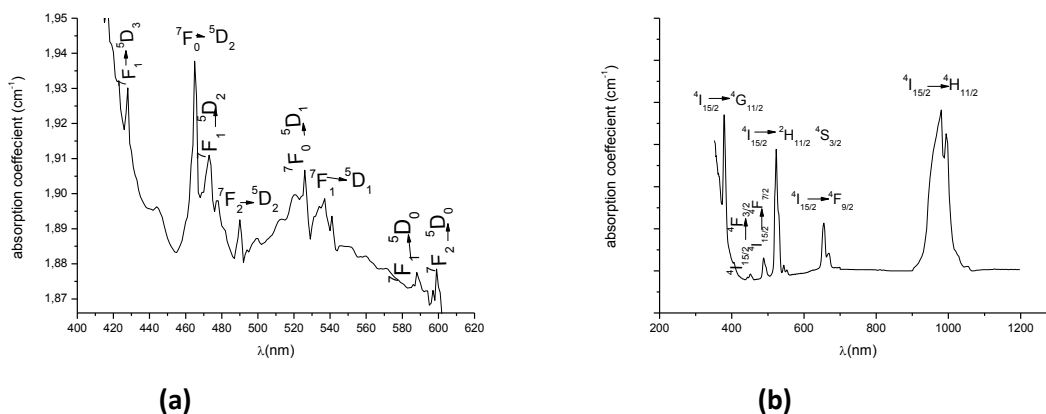 absorption coeffecient (cm⁻¹)
1,95
1,94
1,93
1,92
1,91
1,90
1,89
1,88
1,87
400 420 440 460 480 500 520 540 560 580 600 620
λ(nm)
⁷F₁→⁵D₃
⁷F₀→⁵D₂
⁷F₁→⁵D₂
⁷F₂→⁵D₂
⁷F₀→⁵D₁
⁷F₁→⁵D₁
⁷F₁→⁵D₀
⁷F₂→⁵D₀
(a)
absorption coeffecient (cm⁻¹)
200 400 600 800 1000 1200
λ(nm)
⁴I₁₅/₂→⁴G₁₁/₂
⁴I₁₅/₂→⁴F₃/₂
⁴I₁₅/₂→⁴F₇/₂
⁴I₁₅/₂→²H₁₁/₂ ⁴S₃/₂
⁴I₁₅/₂→⁴F₉/₂
⁴I₁₅/₂→⁴H₁₁/₂
(b)